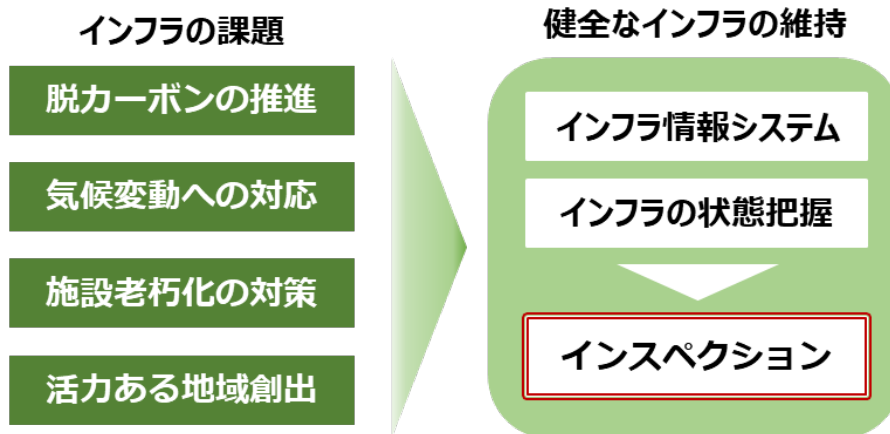 インフラの課題
脱カーボンの推進
気候変動への対応
施設老朽化の対策
活力ある地域創出
健全なインフラの維持
インフラ情報システム
インフラの状態把握
インスペクション